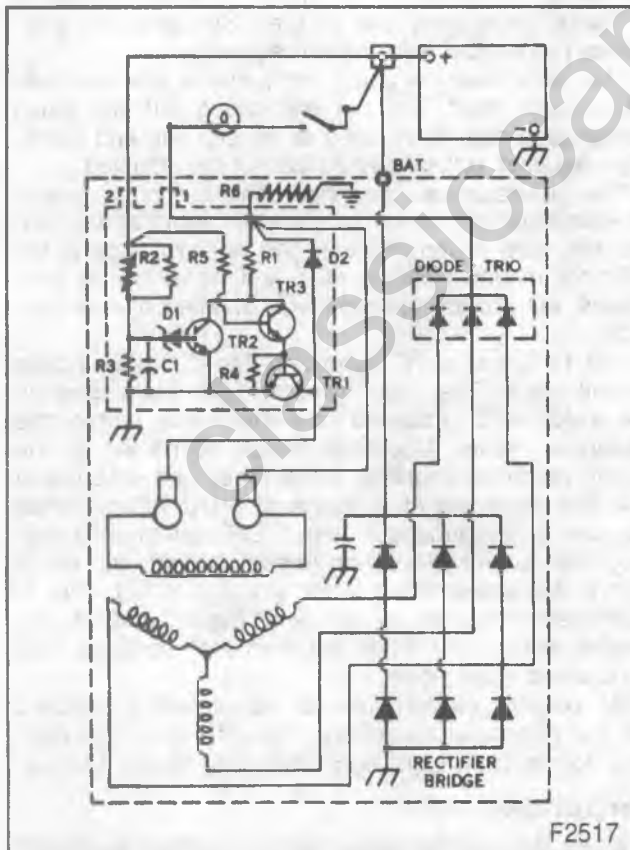 +
−
BAT.
2 1
R6
R2 R5 R1 D2
TR3
DIODE TRIO
D1
TR2
R3 C1 R4 TR1
RECTIFIER
BRIDGE
F2517
classiccar